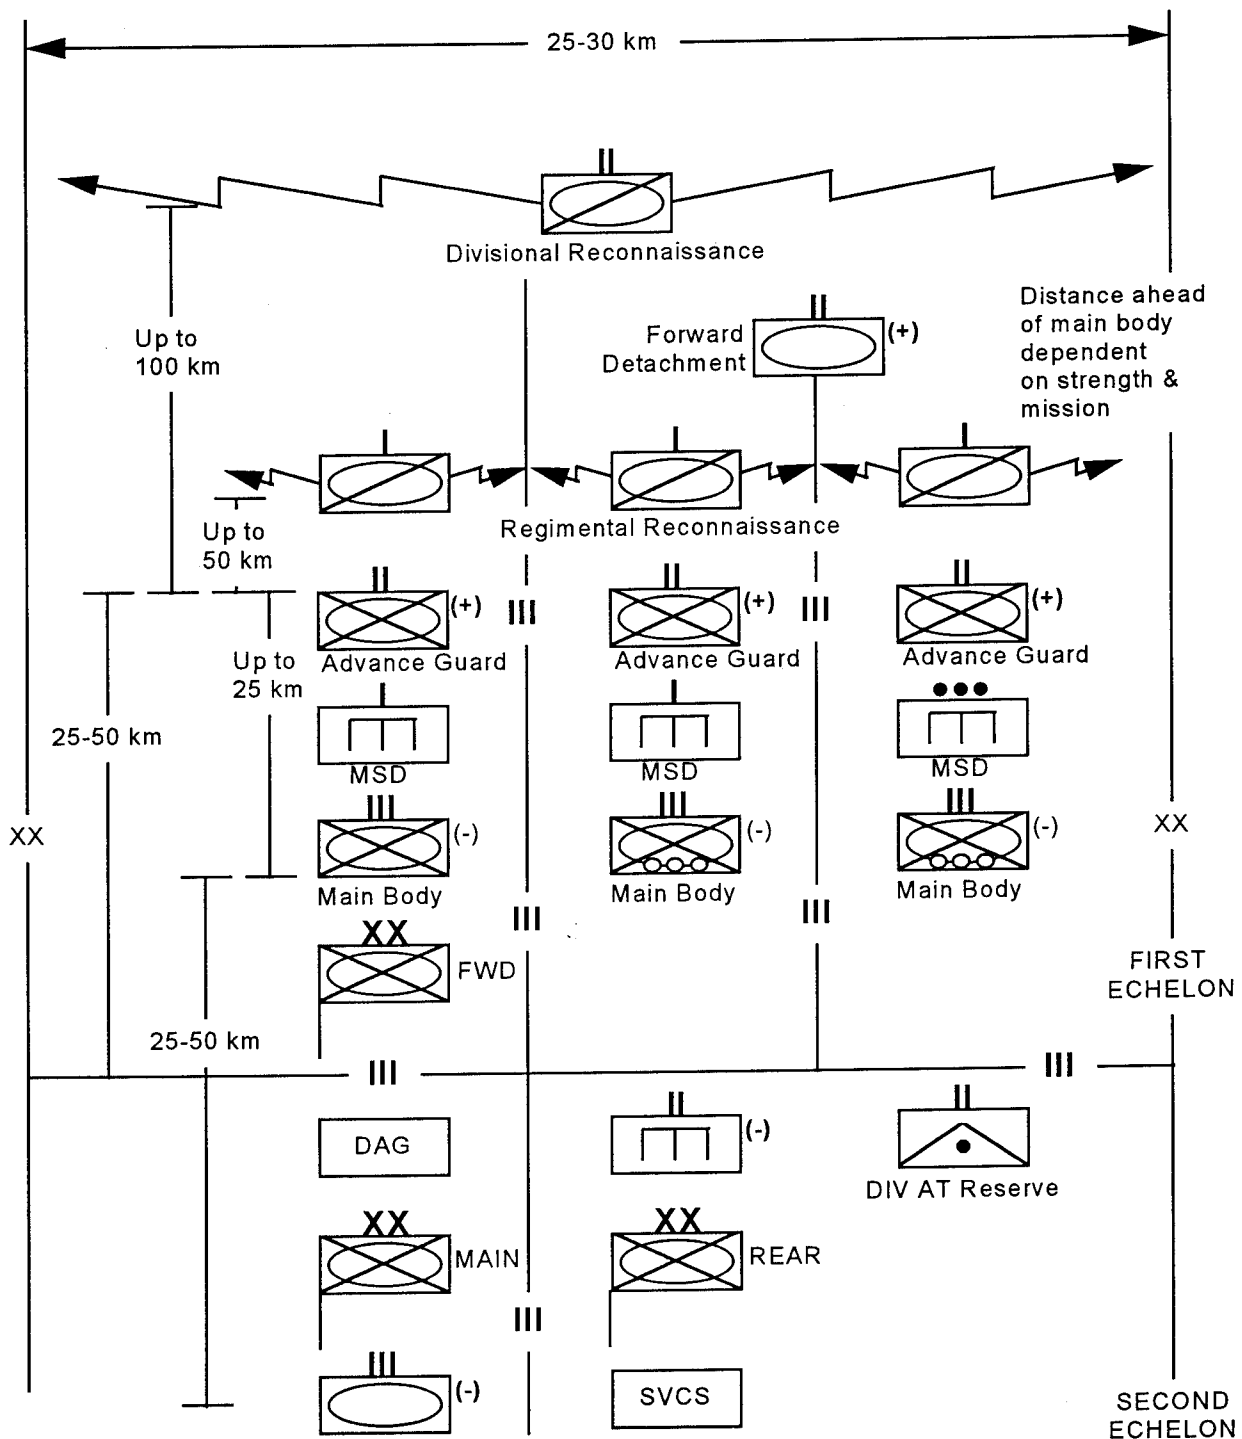 25-30 km
II
Divisional Reconnaissance
Up to
100 km
II
Forward
Detachment
(+)
Distance ahead
of main body
dependent
on strength &
mission
I
I
I
Regimental Reconnaissance
Up to
50 km
II
(+)
II
(+)
II
(+)
III
III
Advance Guard
Advance Guard
Advance Guard
Up to
25 km
I
I
25-50 km
MSD
MSD
MSD
III
(-)
III
(-)
III
(-)
XX
XX
Main Body
Main Body
Main Body
III
III
XX
FWD
FIRST
ECHELON
25-50 km
III
III
DAG
II
(-)
II
DIV AT Reserve
XX
MAIN
XX
REAR
III
III
(-)
SVCS
SECOND
ECHELON